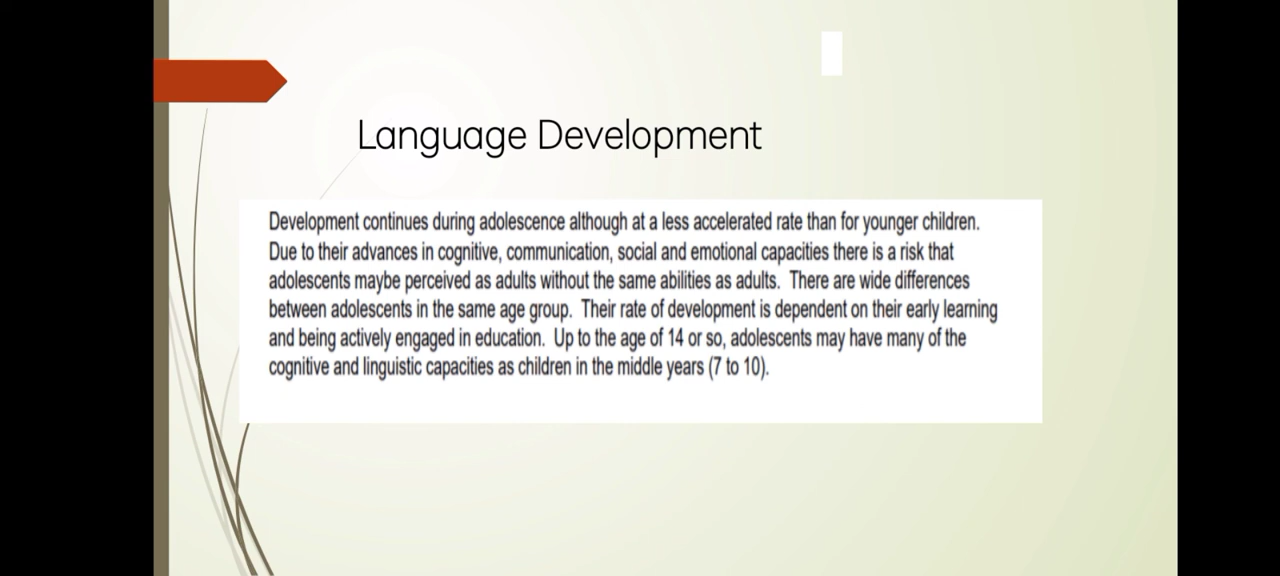 Language Development
Development continues during adolescence although at a less accelerated rate than for younger children.
Due to their advances in cognitive, communication, social and emotional capacities there is a risk that
adolescents maybe perceived as adults without the same abilities as adults. There are wide differences
between adolescents in the same age group. Their rate of development is dependent on their early learning
and being actively engaged in education. Up to the age of 14 or so, adolescents may have many of the
cognitive and linguistic capacities as children in the middle years (7 to 10).